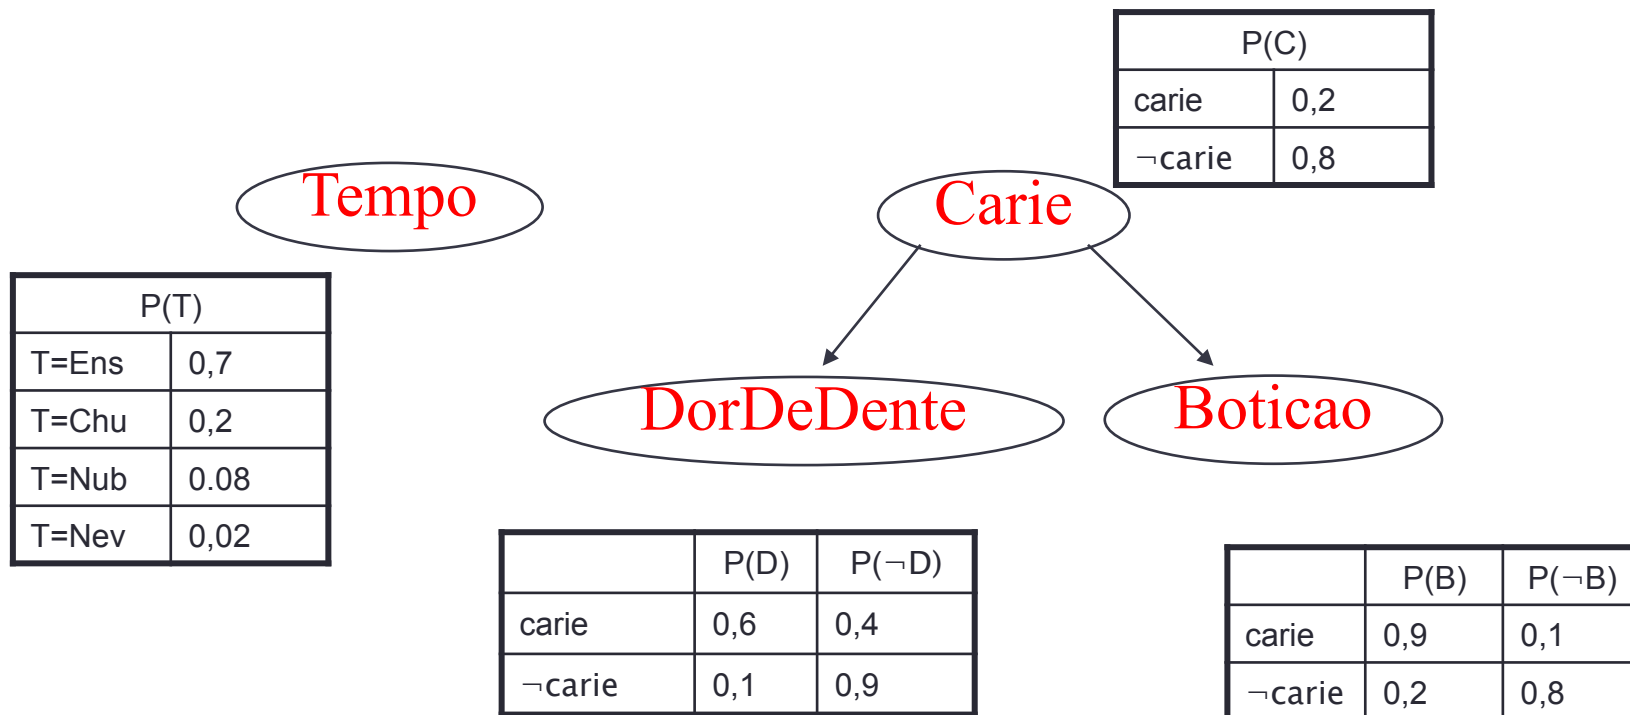 P(C)
carie 0,2
¬carie 0,8
Tempo
Carie
P(T)
T=Ens 0,7
T=Chu 0,2
T=Nub 0.08
T=Nev 0,02
DorDeDente
Boticao
P(D) P(¬D)
carie 0,6 0,4
¬carie 0,1 0,9
P(B) P(¬B)
carie 0,9 0,1
¬carie 0,2 0,8